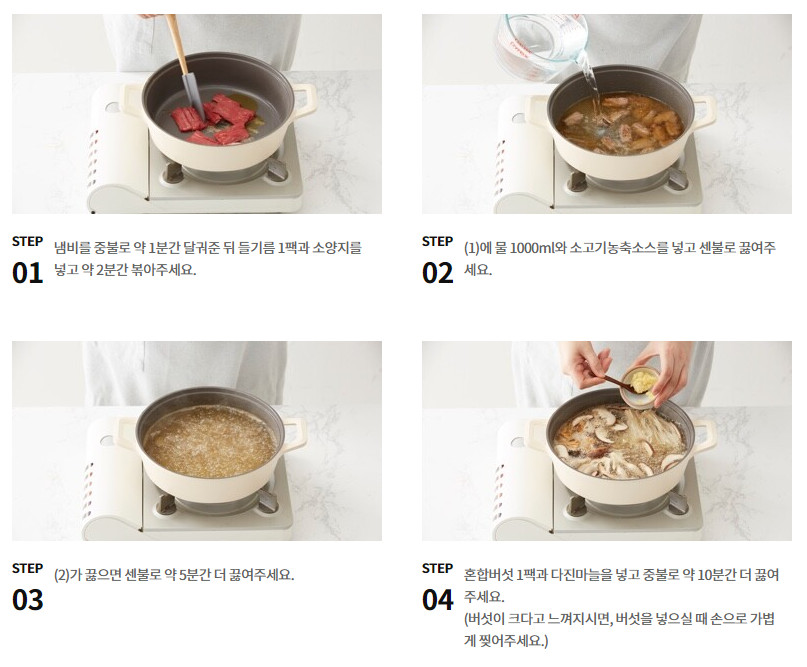 STEP
01
냄비를 중불로 약 1분간 달궈준 뒤 들기름 1팩과 소양지를
넣고 약 2분간 볶아주세요.
STEP
02
(1)에 물 1000ml와 소고기농축소스를 넣고 센불로 끓여주
세요.
STEP
03
(2)가 끓으면 센불로 약 5분간 더 끓여주세요.
STEP
04
혼합버섯 1팩과 다진마늘을 넣고 중불로 약 10분간 더 끓여
주세요.
(버섯이 크다고 느껴지시면, 버섯을 넣으실 때 손으로 가볍
게 찢어주세요.)